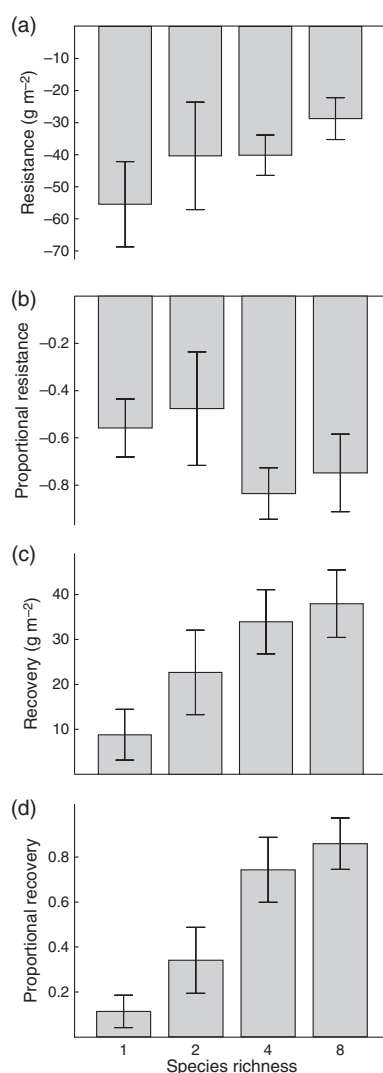 (a)
Resistance (g m⁻²)
−10
−20
−30
−40
−50
−60
−70
(b)
Proportional resistance
−0.2
−0.4
−0.6
−0.8
(c)
Recovery (g m⁻²)
40
30
20
10
(d)
Proportional recovery
0.8
0.6
0.4
0.2
1 2 4 8
Species richness